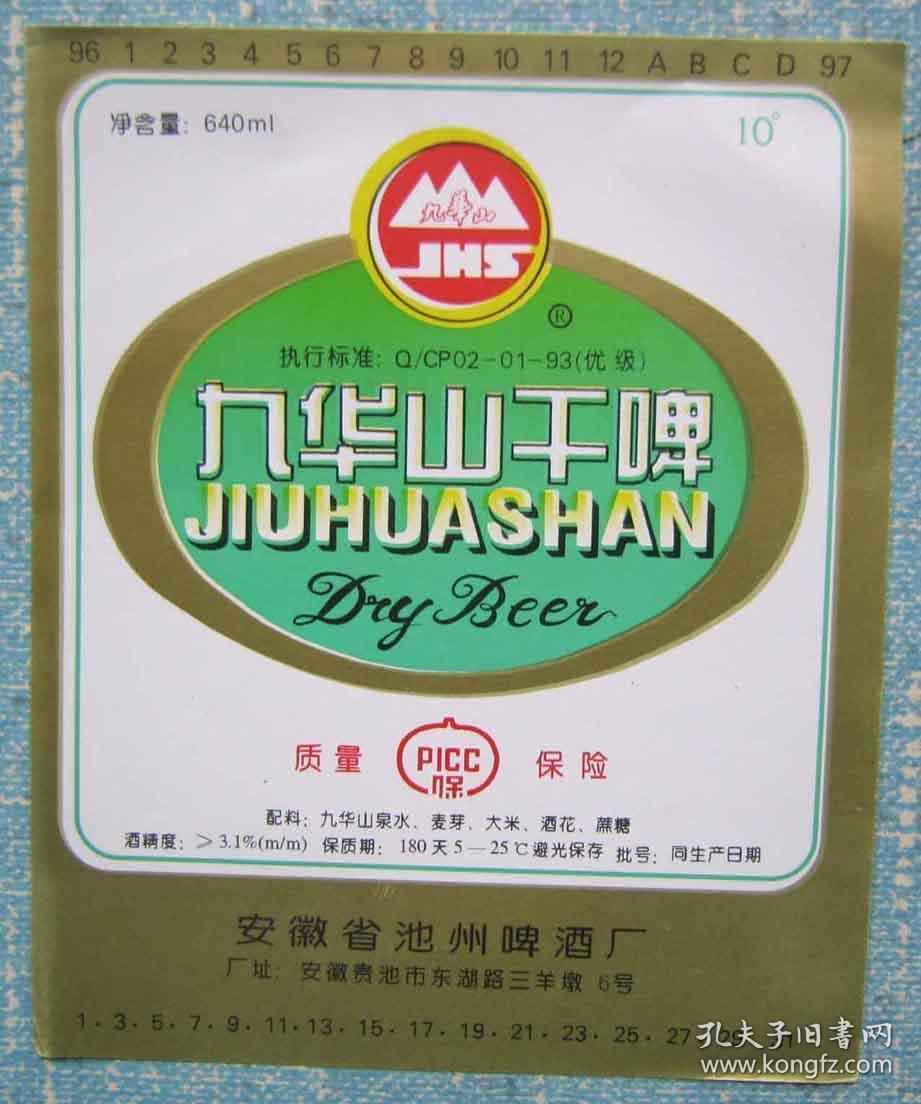 96 1 2 3 4 5 6 7 8 9 10 11 12 A B C D 97
净含量: 640ml
10°
九华山
JHS
®
执行标准: Q/CP02-01-93(优级)
九华山干啤
JIUHUASHAN
Dry Beer
质量 PICC 保 保险
配料: 九华山泉水、麦芽、大米、酒花、蔗糖
酒精度: ≥3.1%(m/m) 保质期: 180天5—25℃避光保存 批号: 同生产日期
安徽省池州啤酒厂
厂址: 安徽贵池市东湖路三羊墩 6号
1.3.5.7.9.11.13.15.17.19.21.23.25.27.29.31
孔夫子旧书网
www.kongfz.com